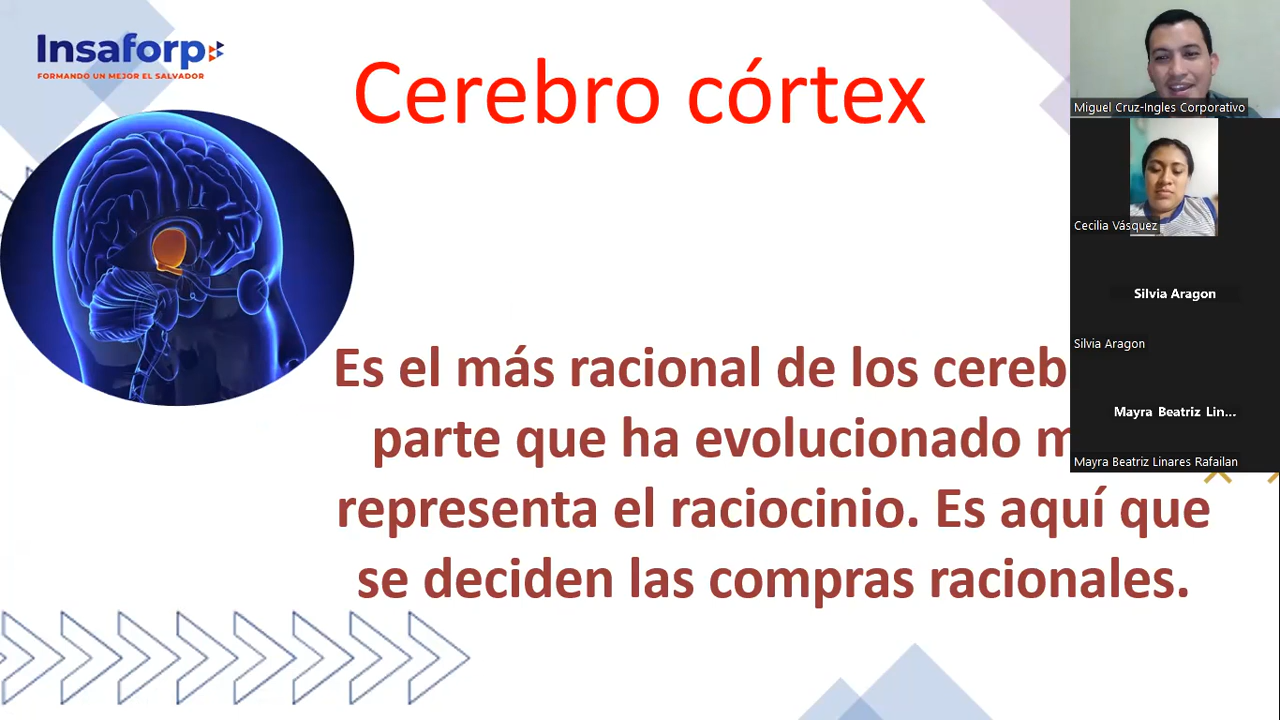 Insaforp
FORMANDO UN MEJOR EL SALVADOR
Cerebro córtex
Es el más racional de los
parte que ha evolucionado
representa el raciocinio. Es aquí que
se deciden las compras racionales.
Miguel Cruz-Ingles Corporativo
Cecilia Vásquez
Silvia Aragon
Silvia Aragon
Mayra Beatriz Lin...
Mayra Beatriz Linares Rafailan